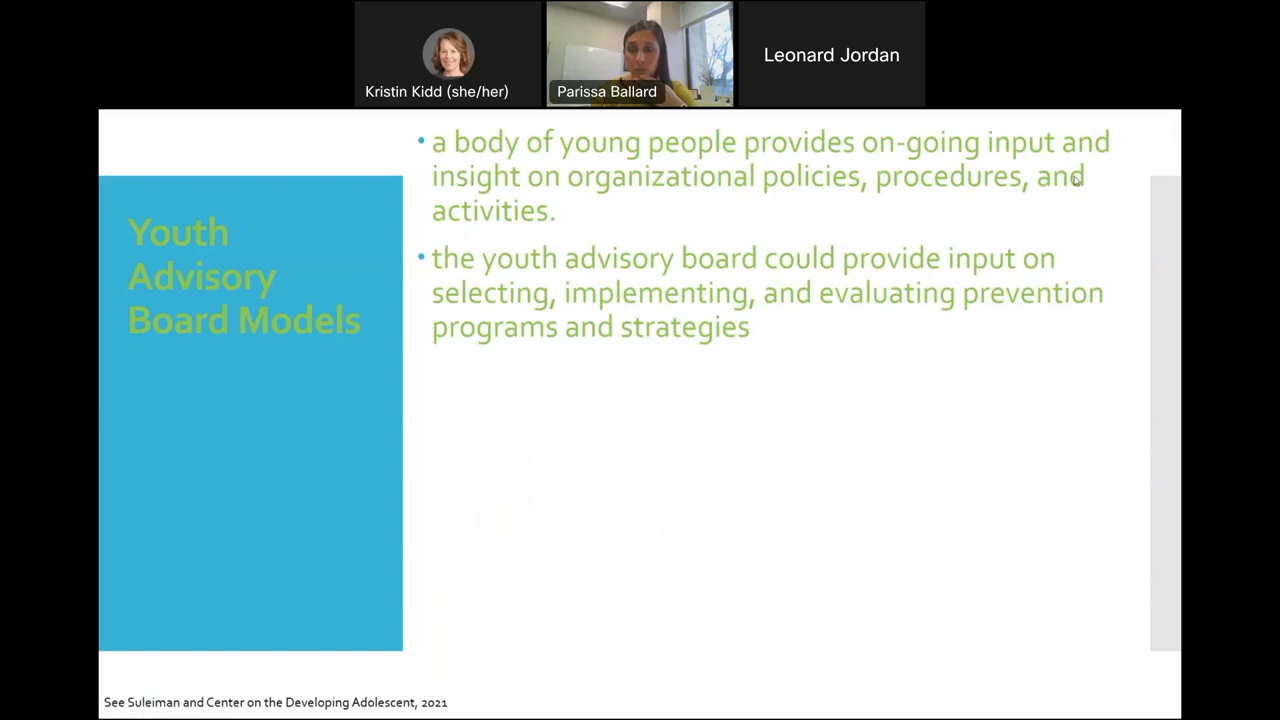 Kristin Kidd (she/her)
Parissa Ballard
Leonard Jordan
Youth
Advisory
Board Models
• a body of young people provides on-going input and
insight on organizational policies, procedures, and
activities.
• the youth advisory board could provide input on
selecting, implementing, and evaluating prevention
programs and strategies
See Suleiman and Center on the Developing Adolescent, 2021